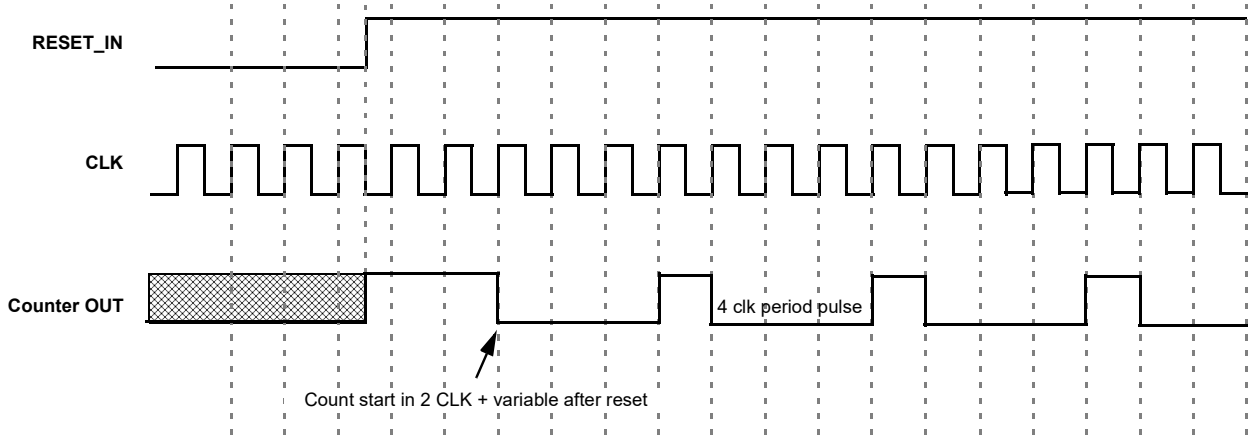 RESET_IN
CLK
Counter OUT
4 clk period pulse
Count start in 2 CLK + variable after reset